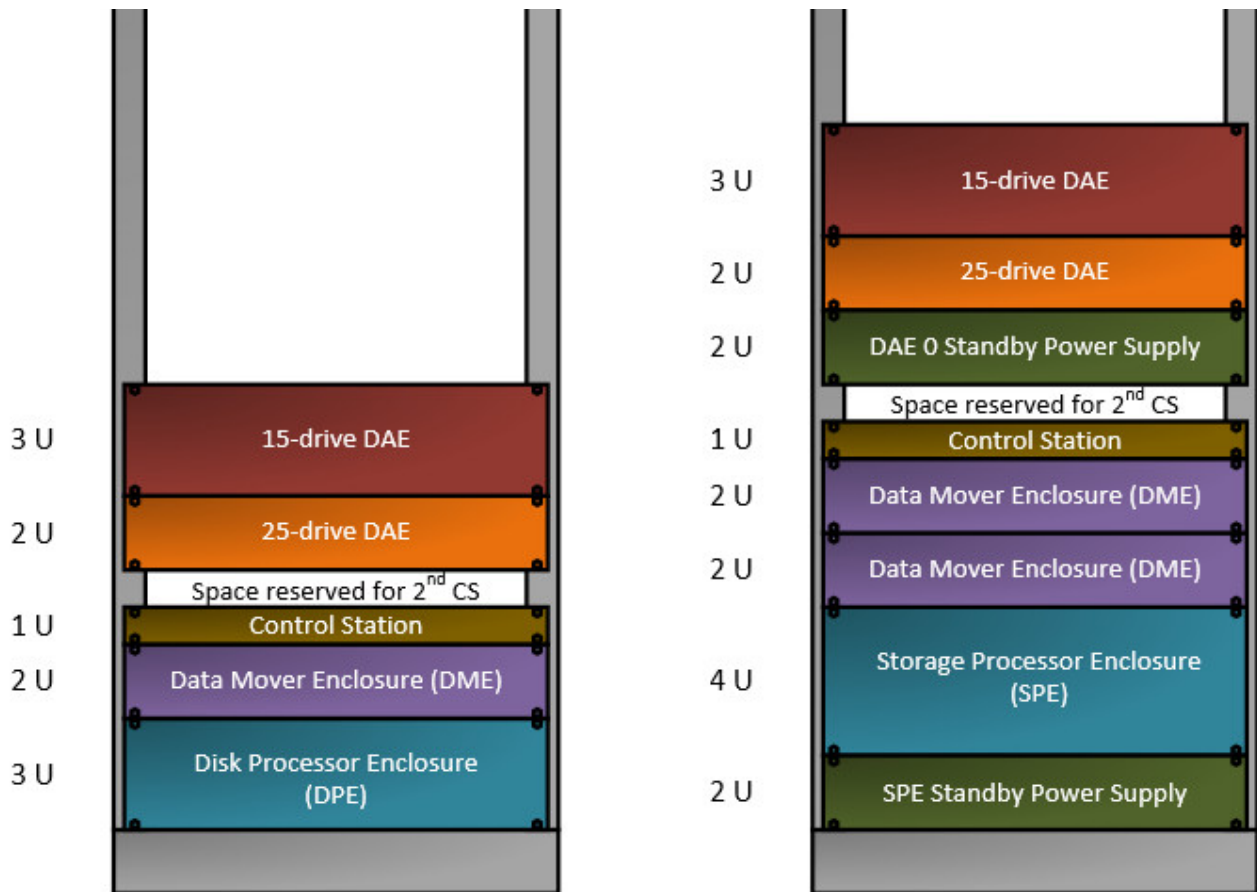 3 U
15-drive DAE
2 U
25-drive DAE
Space reserved for 2nd CS
1 U
Control Station
2 U
Data Mover Enclosure (DME)
3 U
Disk Processor Enclosure
(DPE)
3 U
15-drive DAE
2 U
25-drive DAE
2 U
DAE 0 Standby Power Supply
Space reserved for 2nd CS
1 U
Control Station
2 U
Data Mover Enclosure (DME)
2 U
Data Mover Enclosure (DME)
4 U
Storage Processor Enclosure
(SPE)
2 U
SPE Standby Power Supply